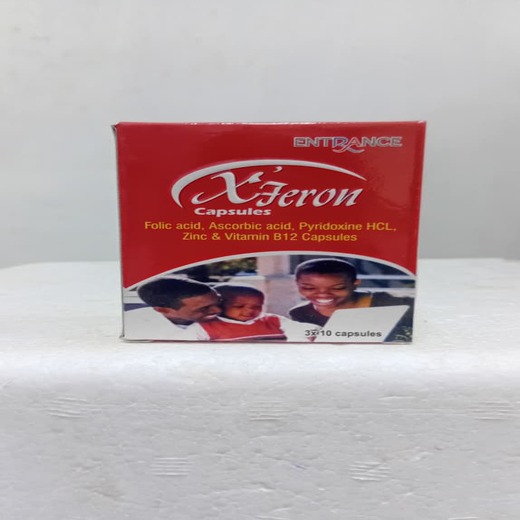 ENTRANCE
X'Feron
Capsules
Folic acid, Ascorbic acid, Pyridoxine HCL,
Zinc & Vitamin B12 Capsules
3x10 capsules